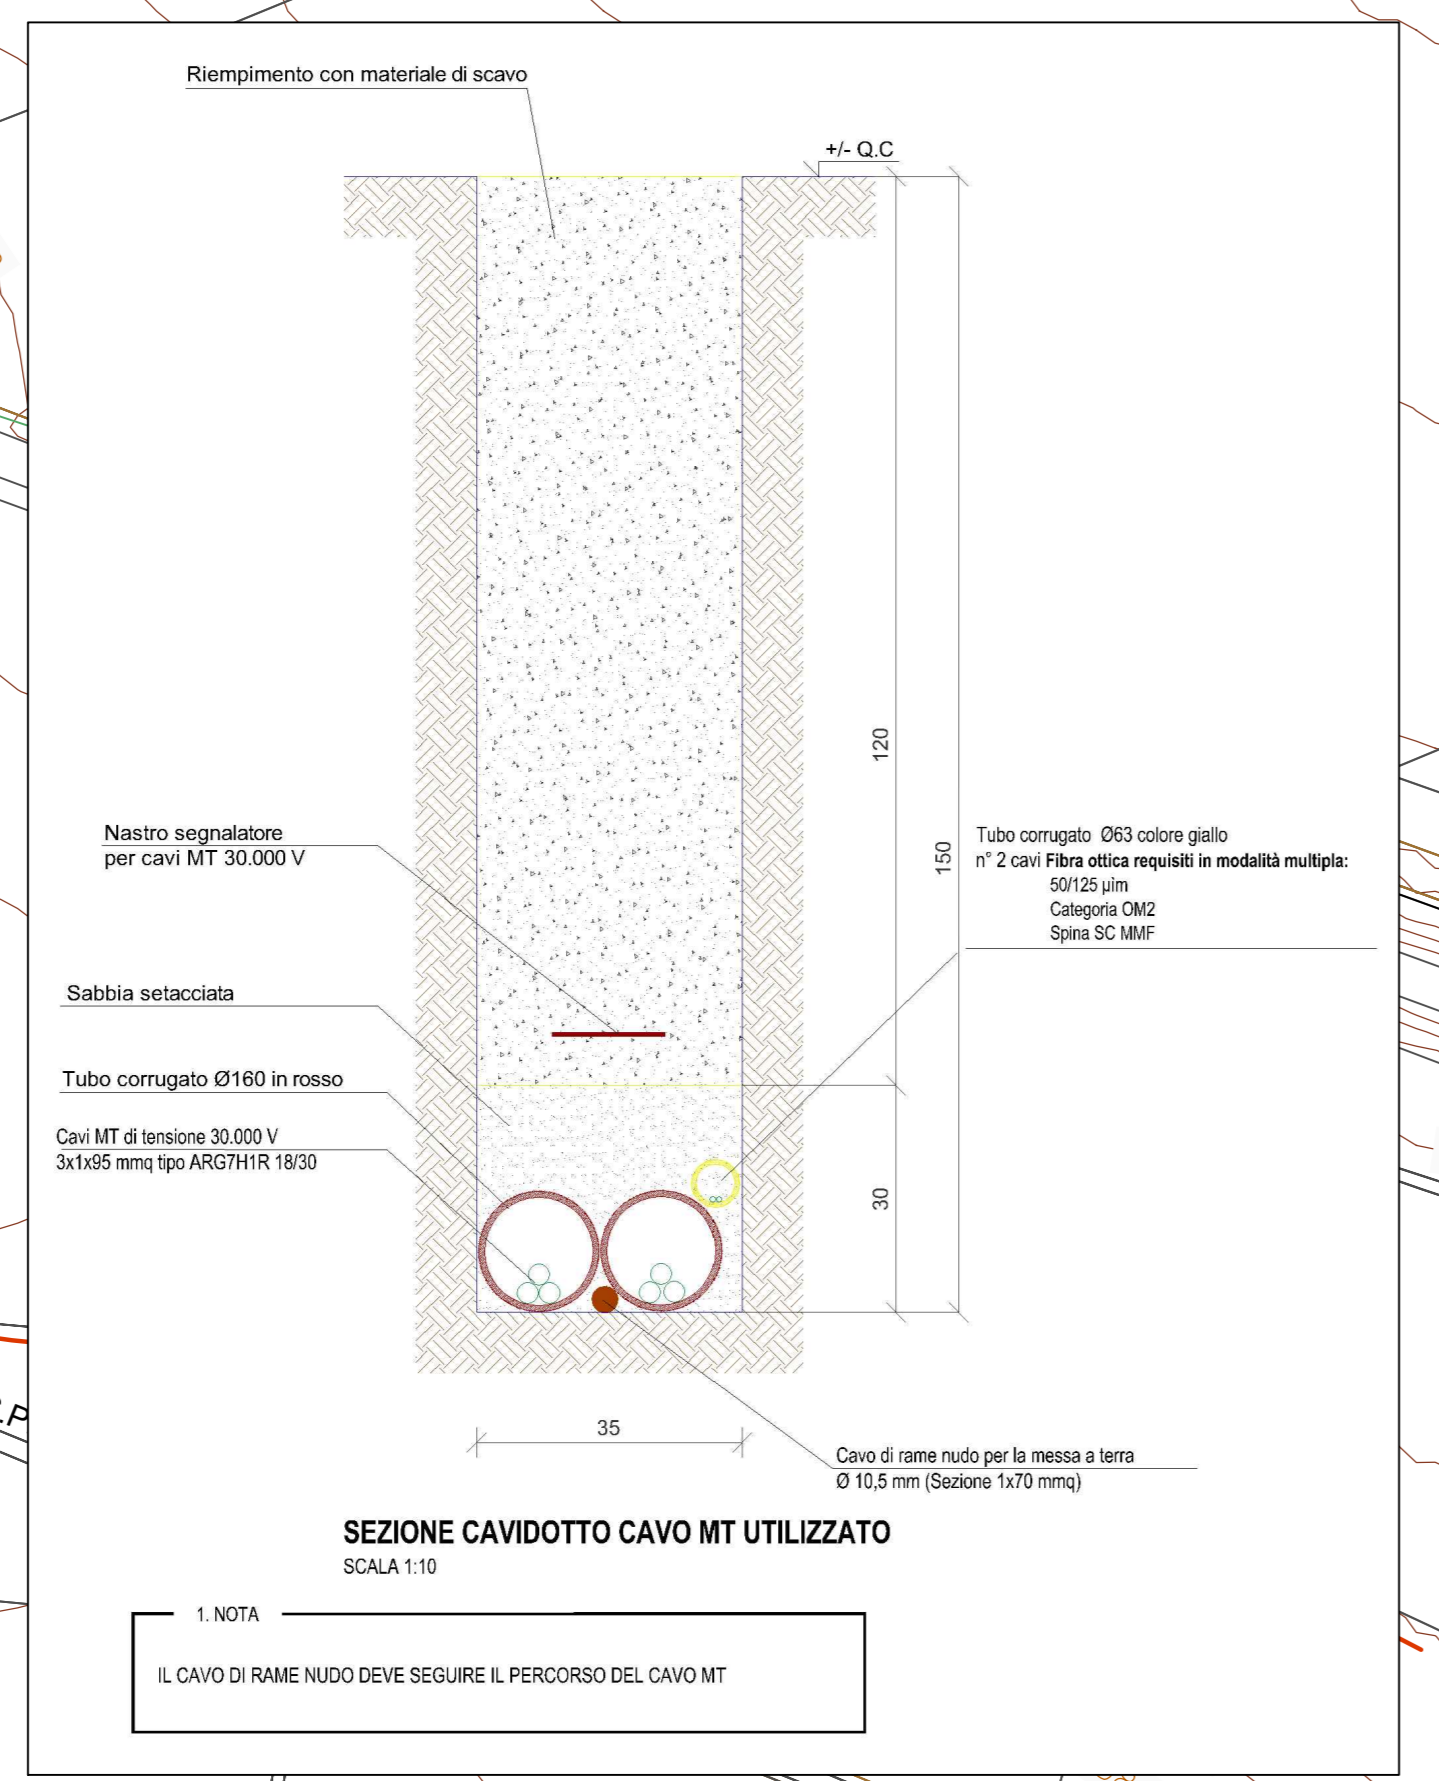 Riempimento con materiale di scavo
+/- Q.C
120
150
Nastro segnalatore
per cavi MT 30.000 V
Tubo corrugato Ø63 colore giallo
n° 2 cavi Fibra ottica requisiti in modalità multipla:
50/125 µim
Categoria OM2
Spina SC MMF
Sabbia setacciata
Tubo corrugato Ø160 in rosso
Cavi MT di tensione 30.000 V
3x1x95 mmq tipo ARG7H1R 18/30
30
35
Cavo di rame nudo per la messa a terra
Ø 10,5 mm (Sezione 1x70 mmq)
SEZIONE CAVIDOTTO CAVO MT UTILIZZATO
SCALA 1:10
1. NOTA
IL CAVO DI RAME NUDO DEVE SEGUIRE IL PERCORSO DEL CAVO MT